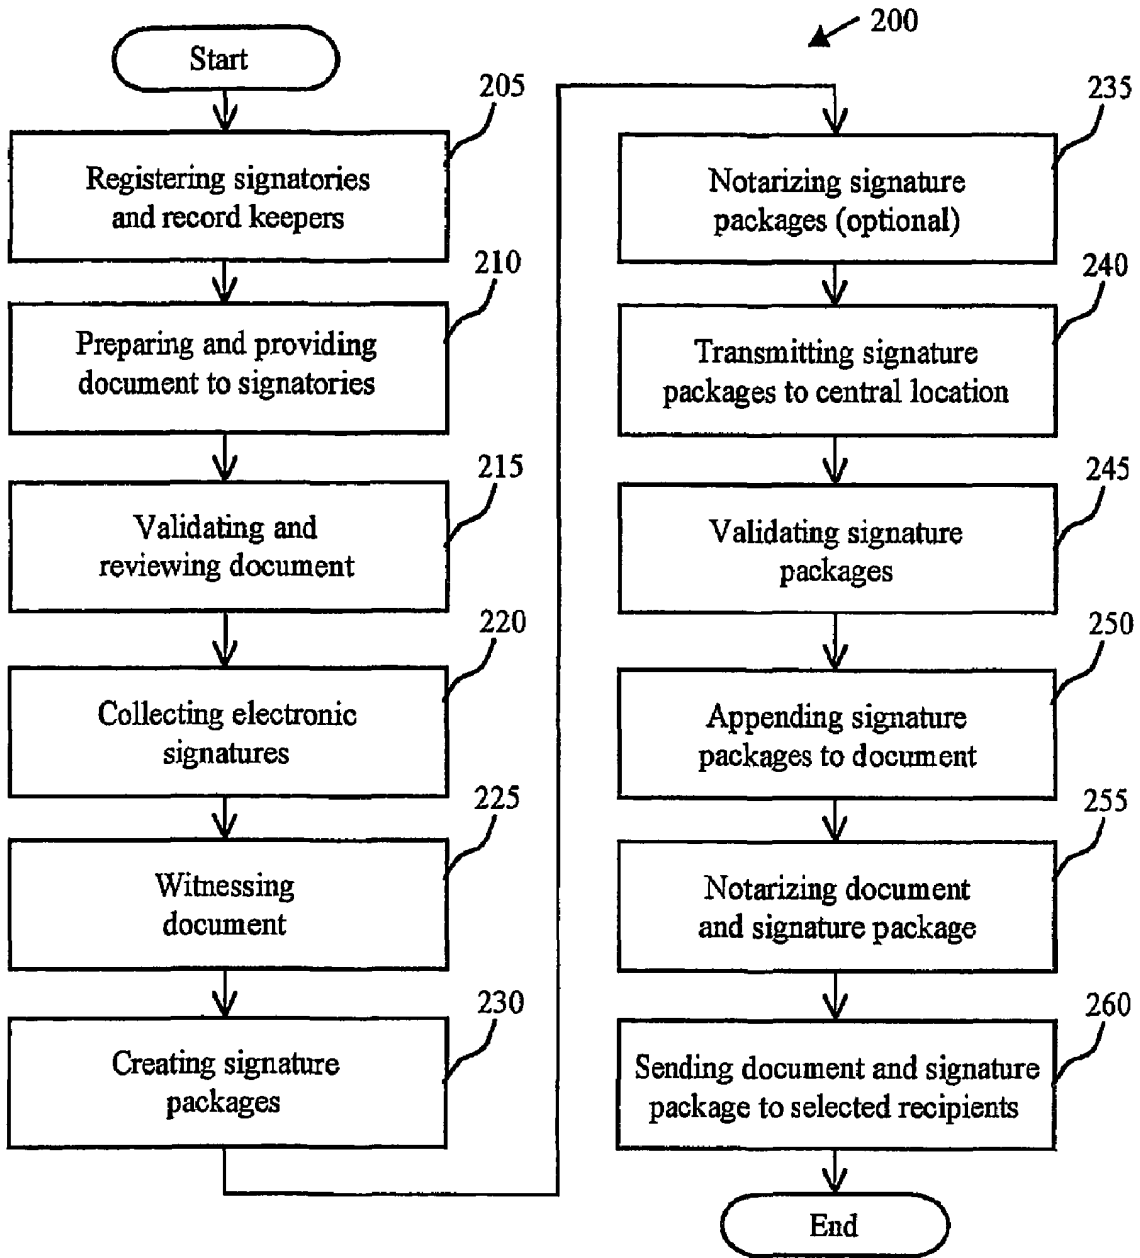 200
Start
205
Registering signatories
and record keepers
210
Preparing and providing
document to signatories
215
Validating and
reviewing document
220
Collecting electronic
signatures
225
Witnessing
document
230
Creating signature
packages
235
Notarizing signature
packages (optional)
240
Transmitting signature
packages to central location
245
Validating signature
packages
250
Appending signature
packages to document
255
Notarizing document
and signature package
260
Sending document and signature
package to selected recipients
End